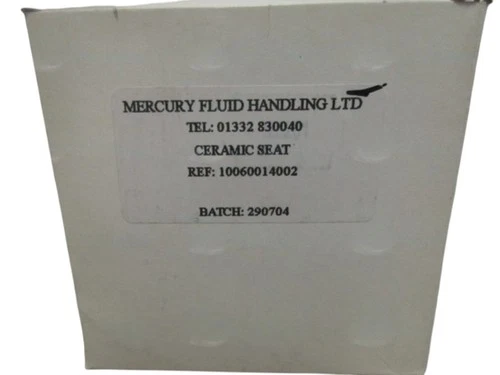 MERCURY FLUID HANDLING LTD
TEL: 01332 830040
CERAMIC SEAT
REF: 10060014002
BATCH: 290704